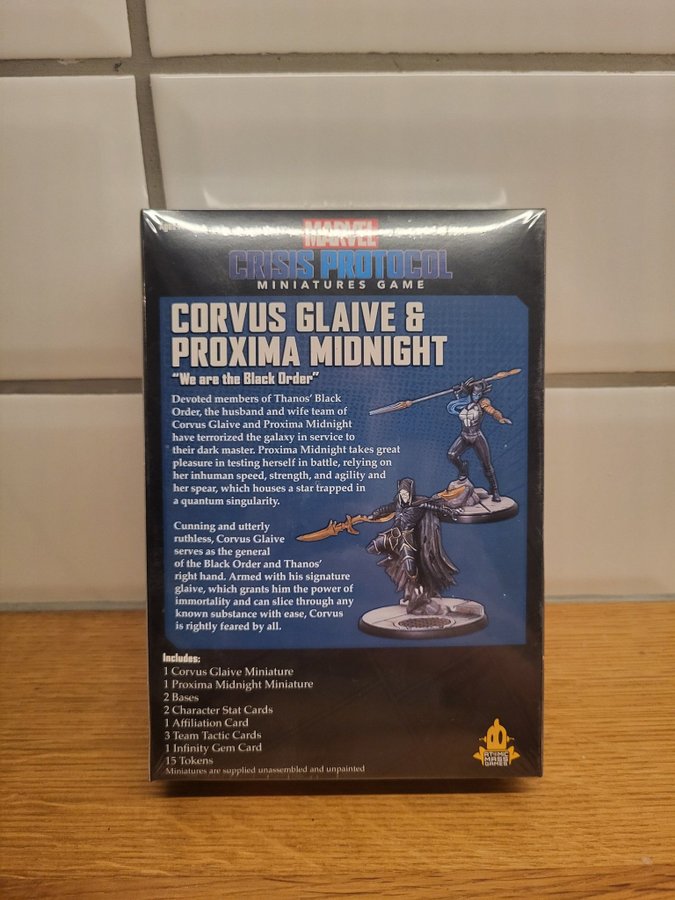 MARVEL
CRISIS PROTOCOL
MINIATURES GAME
CORVUS GLAIVE &
PROXIMA MIDNIGHT
"We are the Black Order"
Devoted members of Thanos' Black
Order, the husband and wife team of
Corvus Glaive and Proxima Midnight
have terrorized the galaxy in service to
their dark master. Proxima Midnight takes great
pleasure in testing herself in battle, relying on
her inhuman speed, strength, and agility and
her spear, which houses a star trapped in
a quantum singularity.
Cunning and utterly
ruthless, Corvus Glaive
serves as the general
of the Black Order and Thanos'
right hand. Armed with his signature
glaive, which grants him the power of
immortality and can slice through any
known substance with ease, Corvus
is rightly feared by all.
Includes:
1 Corvus Glaive Miniature
1 Proxima Midnight Miniature
2 Bases
2 Character Stat Cards
1 Affiliation Card
3 Team Tactic Cards
1 Infinity Gem Card
15 Tokens
Miniatures are supplied unassembled and unpainted
ATOMIC
MASS
GAMES